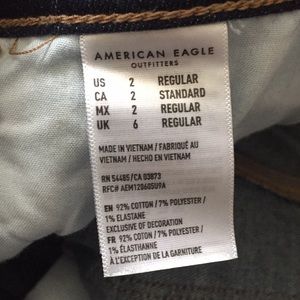 AMERICAN EAGLE
OUTFITTERS
US 2 REGULAR
CA 2 STANDARD
MX 2 REGULAR
UK 6 REGULAR
MADE IN VIETNAM / FABRIQUÉ AU
VIETNAM / HECHO EN VIETNAM
RN 54485/CA 03873
RFC# AEM120605U9A
EN 92% COTTON / 7% POLYESTER /
1% ELASTANE
EXCLUSIVE OF DECORATION
FR 92% COTON / 7% POLYESTER /
1% ÉLASTHANNE
À L'EXCEPTION DE LA GARNITURE